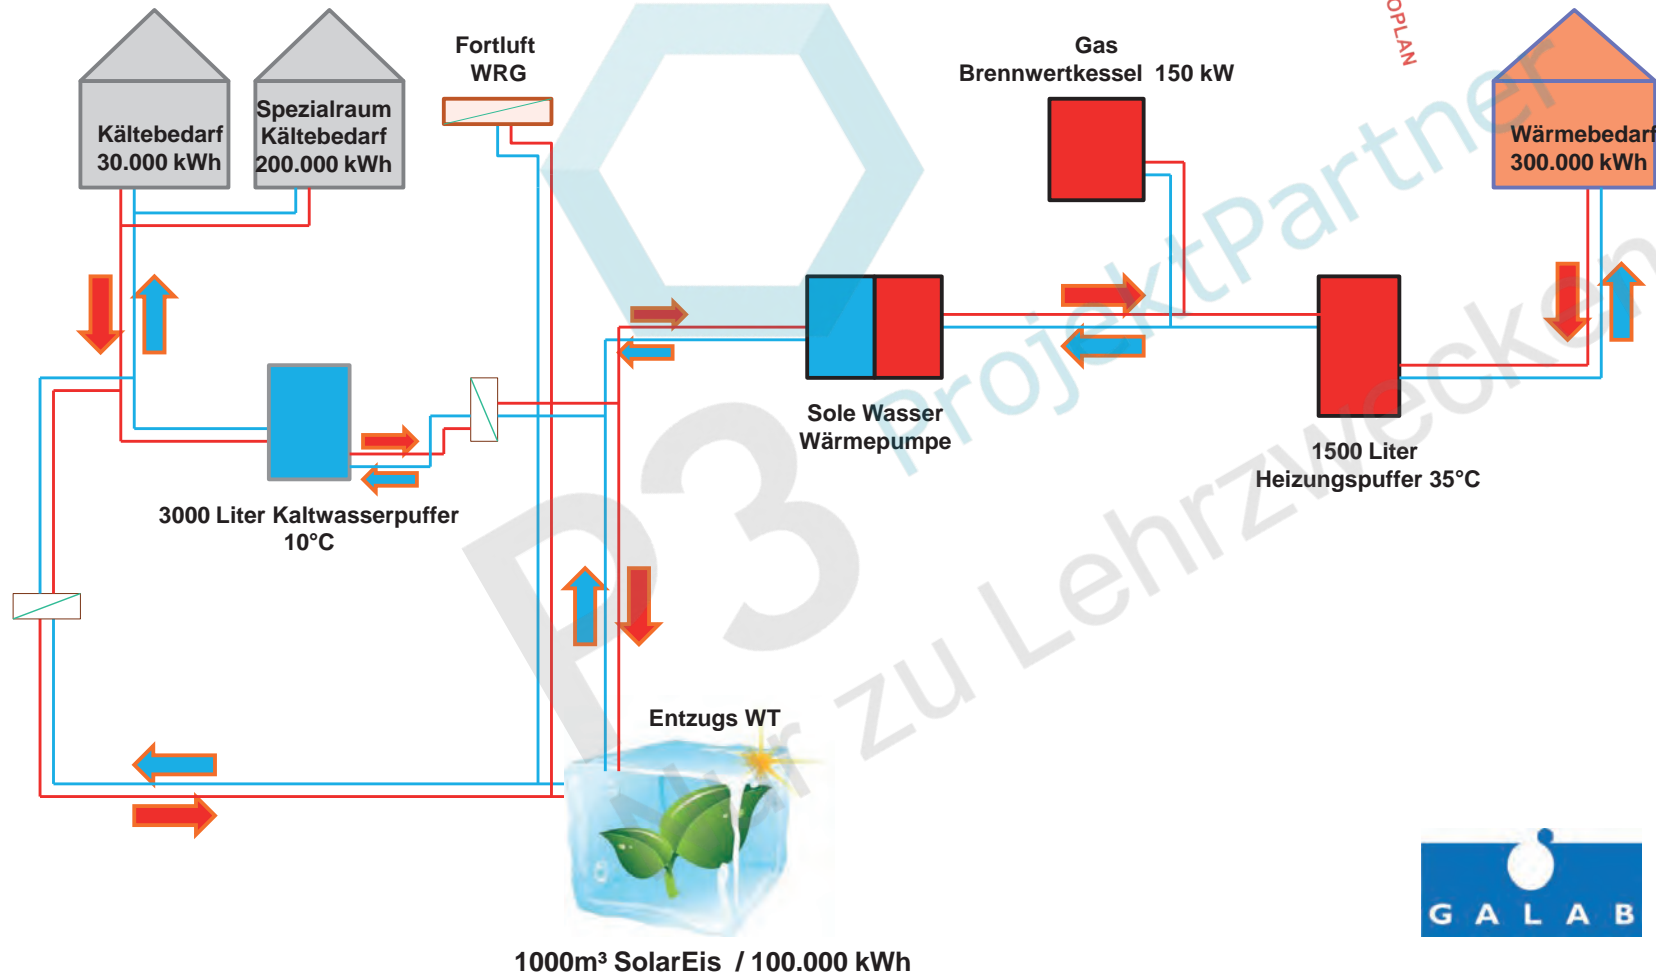 Kältebedarf
30.000 kWh
Spezialraum
Kältebedarf
200.000 kWh
Fortluft
WRG
Gas
Brennwertkessel 150 kW
OPLAN
Wärmebedarf
300.000 kWh
Sole Wasser
Wärmepumpe
1500 Liter
Heizungspuffer 35°C
3000 Liter Kaltwasserpuffer
10°C
Entzugs WT
1000m³ SolarEis / 100.000 kWh
P3 ProjektPartner
Nur zu Lehrzwecken
GALAB